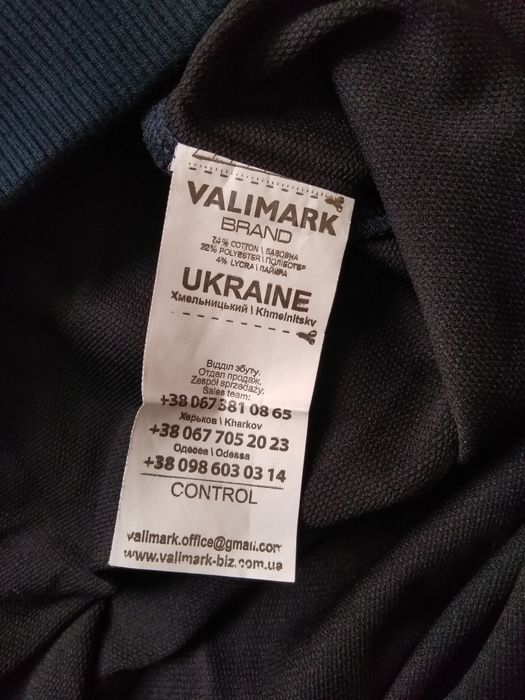 VALIMARK
BRAND
74% COTTON \ БАВОВНА
22% POLYESTER \ ПОЛІЕСТЕР
4% LYCRA \ ЛАЙКРА
UKRAINE
Хмельницький \ Khmelnitsky
Відділ збуту.
Отдел продаж.
Zespół sprzedaży.
Sales team:
+38 067 381 08 65
Харьков \ Kharkov
+38 067 705 20 23
Одесса \ Odessa
+38 098 603 03 14
CONTROL
valimark.office@gmail.com
www.valimark-biz.com.ua